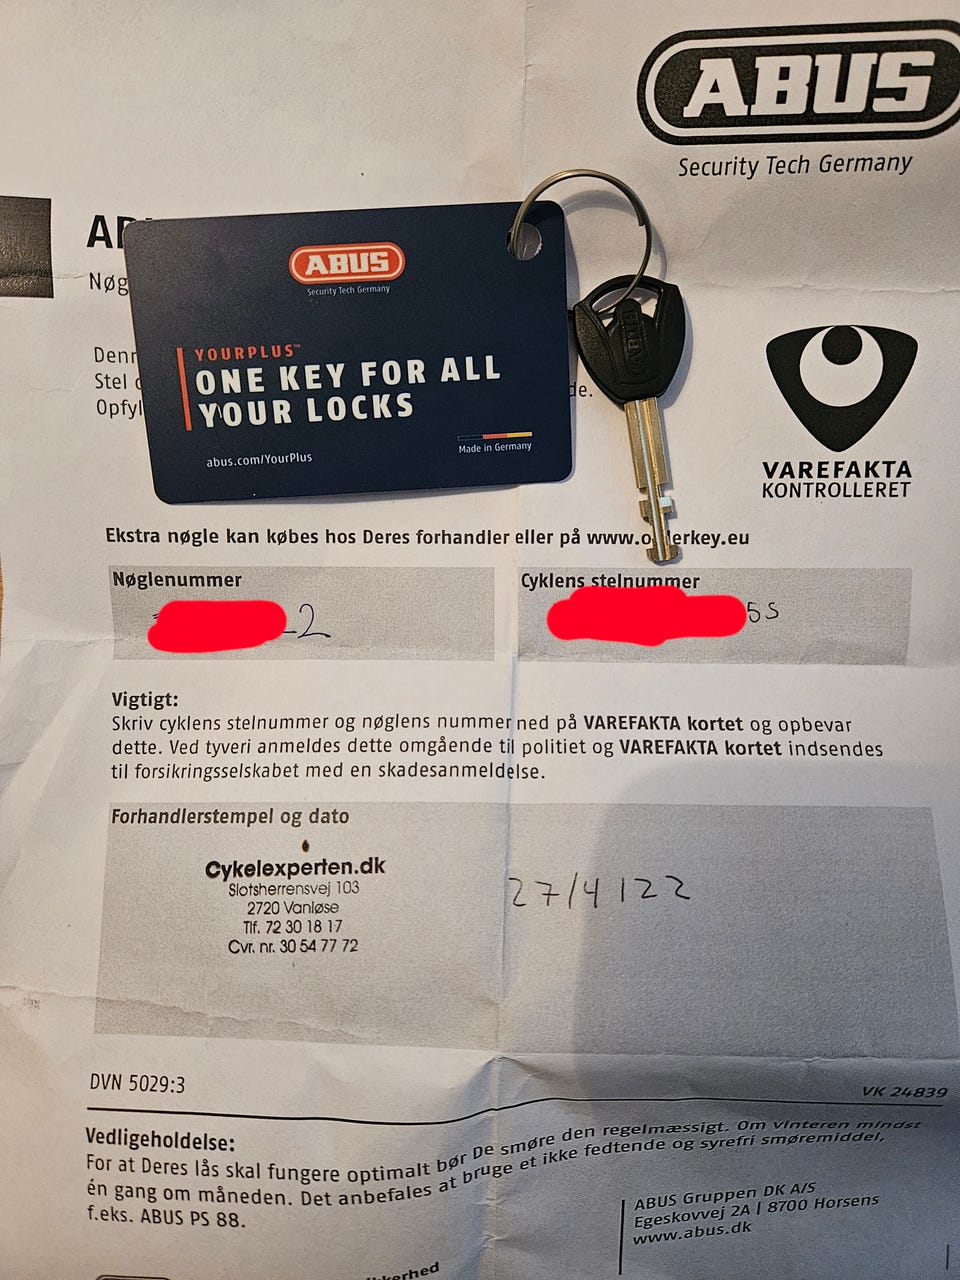 ABUS
Security Tech Germany
ABUS
Security Tech Germany
YOURPLUS™
ONE KEY FOR ALL
YOUR LOCKS
abus.com/YourPlus
Made in Germany
ABUS
Stel
de.
VAREFAKTA
KONTROLLERET
Ekstra nøgle kan købes hos Deres forhandler eller på
Nøglenummer
2
Cyklens stelnummer
5S
Vigtigt:
Skriv cyklens stelnummer og nøglens nummer ned på VAREFAKTA kortet og opbevar
dette. Ved tyveri anmeldes dette omgående til politiet og VAREFAKTA kortet indsendes
til forsikringsselskabet med en skadesanmeldelse.
Forhandlerstempel og dato
Cykelexperten.dk
Slotsherrensvej 103
2720 Vanløse
Tlf. 72 30 18 17
Cvr. nr. 30 54 77 72
27/4 122
DVN 5029:3
VK 24839
Vedligeholdelse:
For at Deres lås skal fungere optimalt bør De smøre den regelmæssigt. Om vinteren mindst
én gang om måneden. Det anbefales at bruge et ikke fedtende og syrefri smøremiddel,
f.eks. ABUS PS 88.
ABUS Gruppen DK A/S
Egeskovvej 2A | 8700 Horsens
www.abus.dk